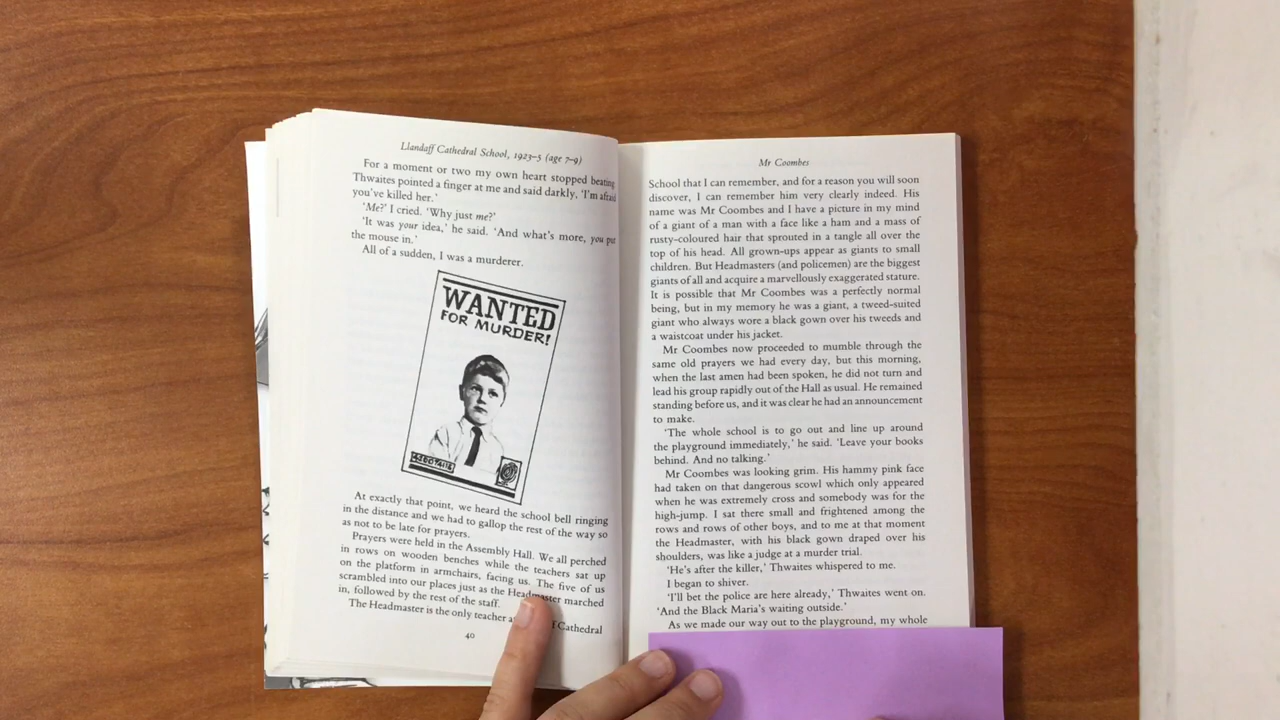 Llandaff Cathedral School, 1923–5 (age 7–9)
For a moment or two my own heart stopped beating.
Thwaites pointed a finger at me and said darkly, 'I'm afraid
you've killed her.'
'Me?' I cried. 'Why just me?'
'It was your idea,' he said. 'And what's more, you put
the mouse in.'
All of a sudden, I was a murderer.
WANTED
FOR MURDER!
At exactly that point, we heard the school bell ringing
in the distance and we had to gallop the rest of the way so
as not to be late for prayers.
Prayers were held in the Assembly Hall. We all perched
in rows on wooden benches while the teachers sat up
on the platform in armchairs, facing us. The five of us
scrambled into our places just as the Headmaster marched
in, followed by the rest of the staff.
The Headmaster is the only teacher Cathedral
40
Mr Coombes
School that I can remember, and for a reason you will soon
discover, I can remember him very clearly indeed. His
name was Mr Coombes and I have a picture in my mind
of a giant of a man with a face like a ham and a mass of
rusty-coloured hair that sprouted in a tangle all over the
top of his head. All grown-ups appear as giants to small
children. But Headmasters (and policemen) are the biggest
giants of all and acquire a marvellously exaggerated stature.
It is possible that Mr Coombes was a perfectly normal
being, but in my memory he was a giant, a tweed-suited
giant who always wore a black gown over his tweeds and
a waistcoat under his jacket.
Mr Coombes now proceeded to mumble through the
same old prayers we had every day, but this morning,
when the last amen had been spoken, he did not turn and
lead his group rapidly out of the Hall as usual. He remained
standing before us, and it was clear he had an announcement
to make.
'The whole school is to go out and line up around
the playground immediately,' he said. 'Leave your books
behind. And no talking.'
Mr Coombes was looking grim. His hammy pink face
had taken on that dangerous scowl which only appeared
when he was extremely cross and somebody was for the
high-jump. I sat there small and frightened among the
rows and rows of other boys, and to me at that moment
the Headmaster, with his black gown draped over his
shoulders, was like a judge at a murder trial.
'He's after the killer,' Thwaites whispered to me.
I began to shiver.
'I'll bet the police are here already,' Thwaites went on.
'And the Black Maria's waiting outside.'
As we made our way out to the playground, my whole